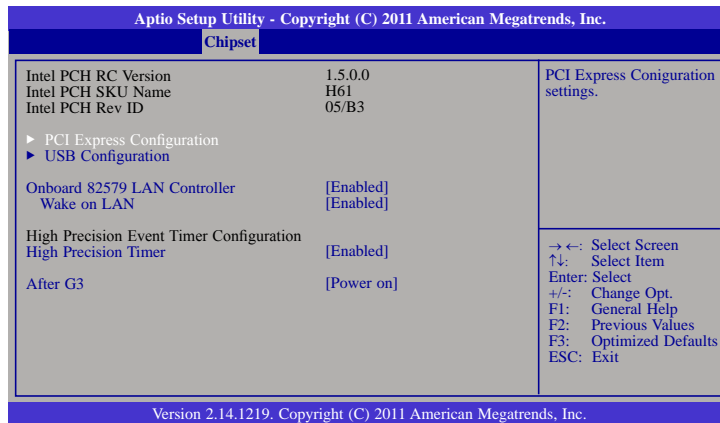 Aptio Setup Utility - Copyright (C) 2011 American Megatrends, Inc.
Chipset
Intel PCH RC Version 1.5.0.0
Intel PCH SKU Name H61
Intel PCH Rev ID 05/B3
► PCI Express Configuration
► USB Configuration
Onboard 82579 LAN Controller [Enabled]
Wake on LAN [Enabled]
High Precision Event Timer Configuration
High Precision Timer [Enabled]
After G3 [Power on]
PCI Express Coniguration
settings.
→←: Select Screen
↑↓: Select Item
Enter: Select
+/-: Change Opt.
F1: General Help
F2: Previous Values
F3: Optimized Defaults
ESC: Exit
Version 2.14.1219. Copyright (C) 2011 American Megatrends, Inc.